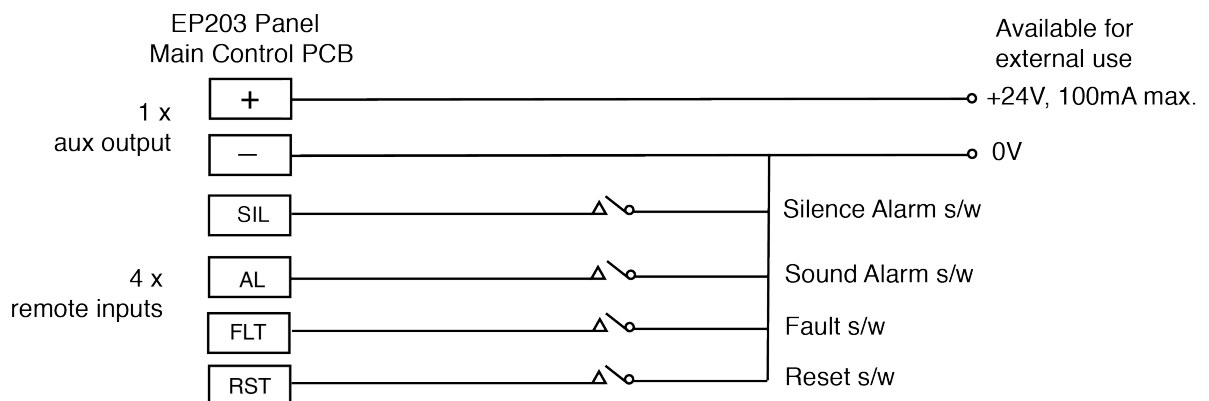 EP203 Panel
Main Control PCB
Available for
external use
1 x
aux output
+
+24V, 100mA max.
–
0V
SIL
Silence Alarm s/w
4 x
remote inputs
AL
Sound Alarm s/w
FLT
Fault s/w
RST
Reset s/w